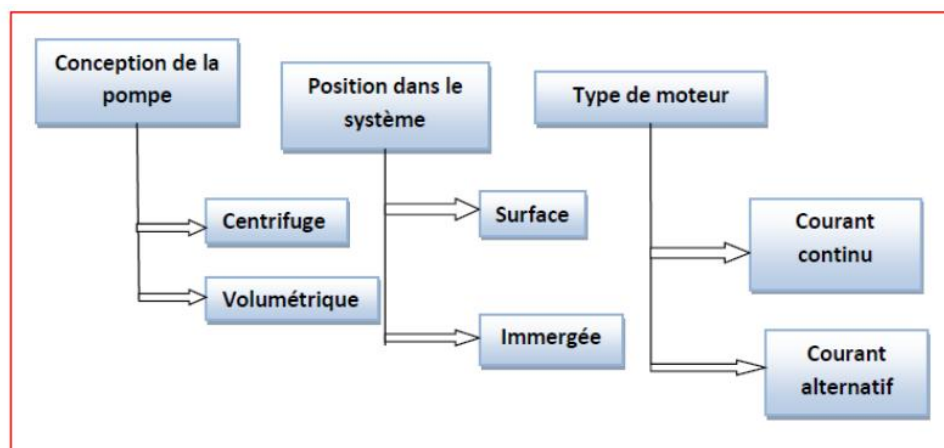 Conception de la
pompe
Centrifuge
Volumétrique
Position dans le
système
Surface
Immergée
Type de moteur
Courant
continu
Courant
alternatif